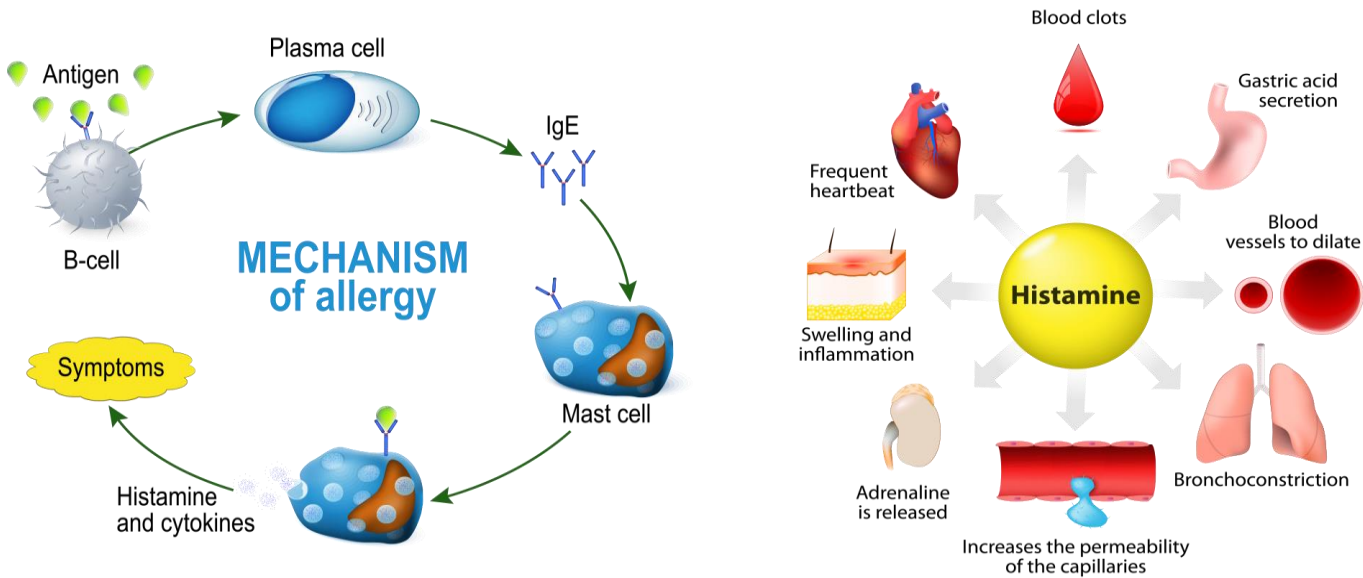 Antigen
Plasma cell
IgE
B-cell
MECHANISM
of allergy
Symptoms
Mast cell
Histamine
and cytokines
Blood clots
Gastric acid
secretion
Frequent
heartbeat
Blood
vessels to dilate
Histamine
Swelling and
inflammation
Bronchoconstriction
Adrenaline
is released
Increases the permeability
of the capillaries